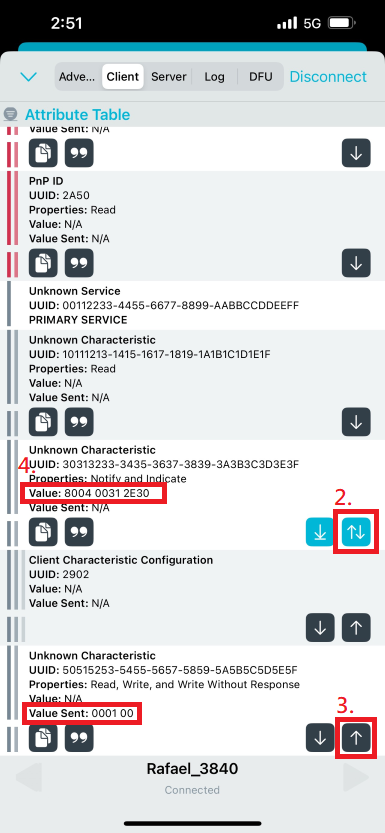 2:51
5G
Adve...
Client
Server
Log
DFU
Disconnect
Attribute Table
Value Sent: N/A
PnP ID
UUID: 2A50
Properties: Read
Value: N/A
Value Sent: N/A
Unknown Service
UUID: 00112233-4455-6677-8899-AABBCCDDEEFF
PRIMARY SERVICE
Unknown Characteristic
UUID: 10111213-1415-1617-1819-1A1B1C1D1E1F
Properties: Read
Value: N/A
Value Sent: N/A
Unknown Characteristic
4.
UUID: 30313233-3435-3637-3839-3A3B3C3D3E3F
Properties: Notify and Indicate
Value: 8004 0031 2E30
2.
Value Sent: N/A
Client Characteristic Configuration
UUID: 2902
Value: N/A
Value Sent: N/A
Unknown Characteristic
UUID: 50515253-5455-5657-5859-5A5B5C5D5E5F
Properties: Read, Write, and Write Without Response
Value: N/A
3.
Value Sent: 0001 00
Rafael_3840
Connected